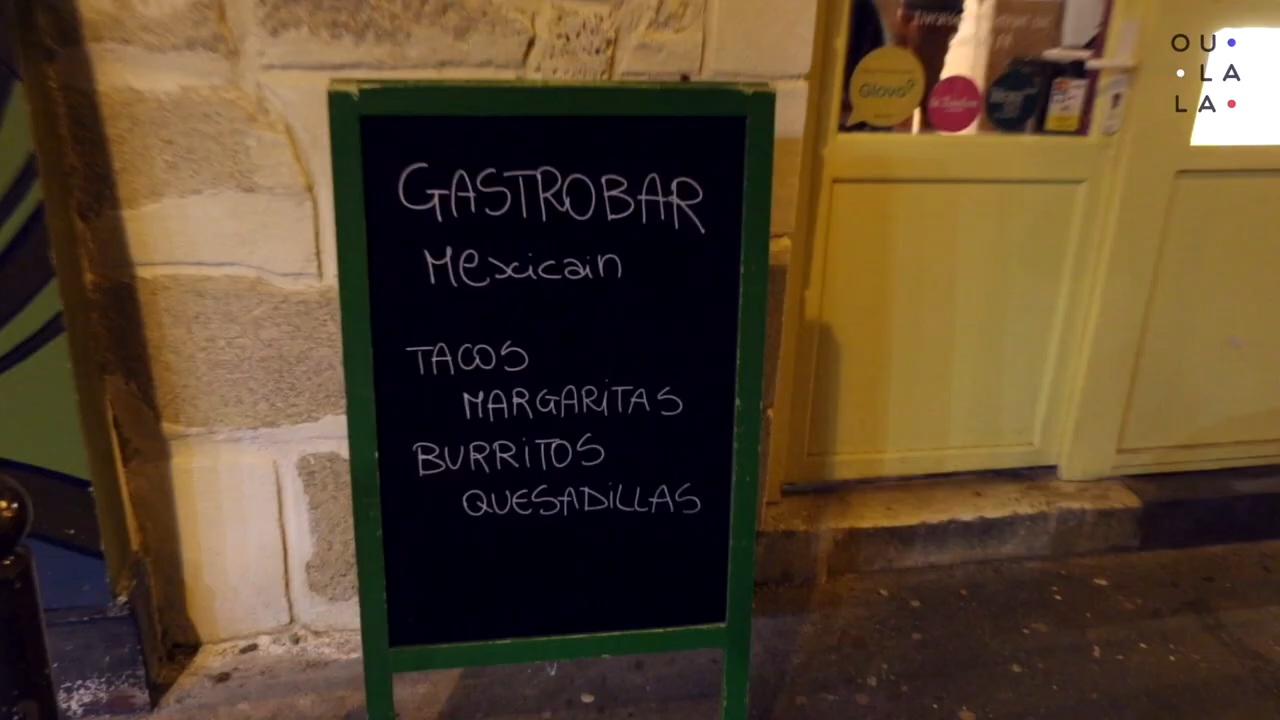 GASTROBAR
Mexicain
TACOS
MARGARITAS
BURRITOS
QUESADILLAS
Glovo
OU
LA
LA